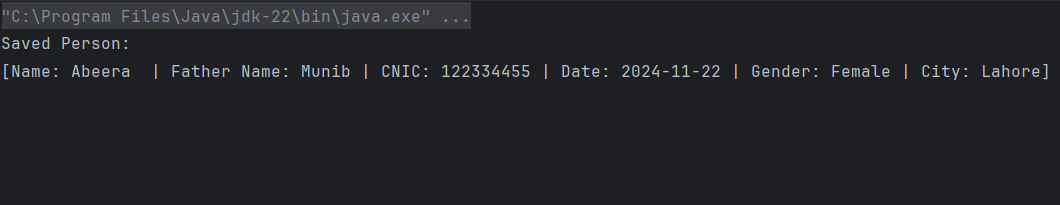 "C:\Program Files\Java\jdk-22\bin\java.exe" ...
Saved Person:
[Name: Abeera  | Father Name: Munib | CNIC: 122334455 | Date: 2024-11-22 | Gender: Female | City: Lahore]